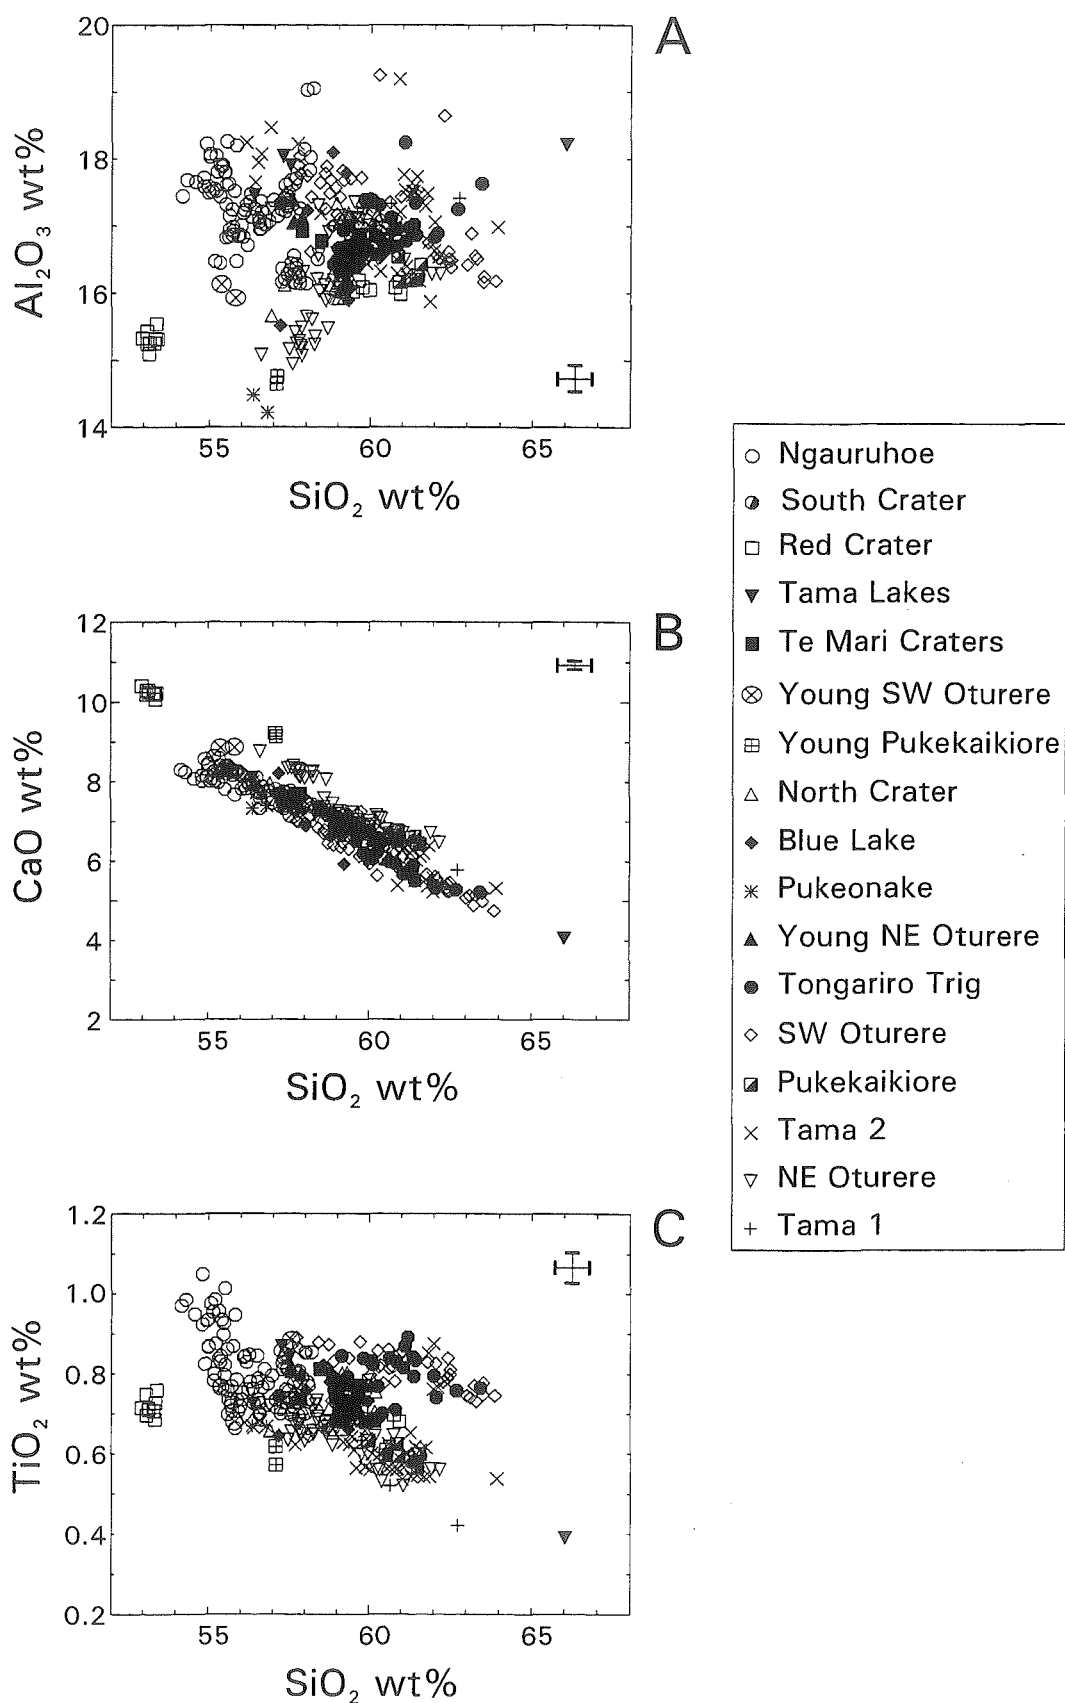 A
20
18
16
14
Al₂O₃ wt%
55 60 65
SiO₂ wt%
B
12
10
8
6
4
2
CaO wt%
55 60 65
SiO₂ wt%
C
1.2
1.0
0.8
0.6
0.4
0.2
TiO₂ wt%
55 60 65
SiO₂ wt%
Ngauruhoe
South Crater
Red Crater
Tama Lakes
Te Mari Craters
Young SW Oturere
Young Pukekaikiore
North Crater
Blue Lake
Pukeonake
Young NE Oturere
Tongariro Trig
SW Oturere
Pukekaikiore
Tama 2
NE Oturere
Tama 1